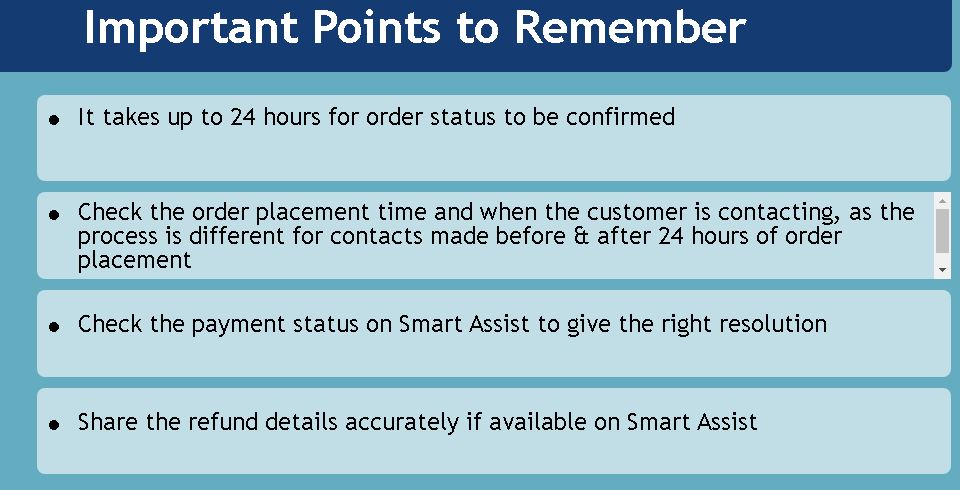 Important Points to Remember
• It takes up to 24 hours for order status to be confirmed
• Check the order placement time and when the customer is contacting, as the
process is different for contacts made before & after 24 hours of order
placement
• Check the payment status on Smart Assist to give the right resolution
• Share the refund details accurately if available on Smart Assist